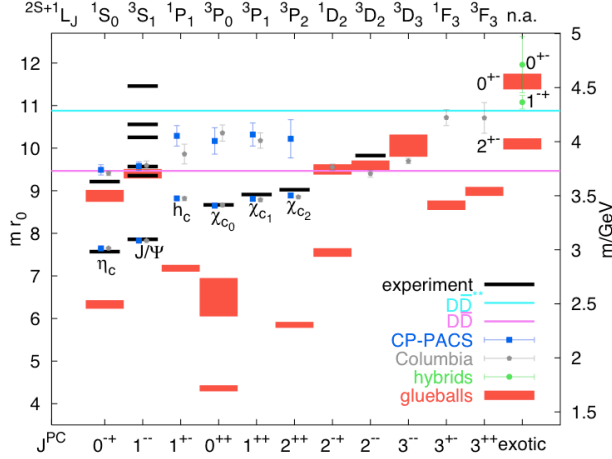 2S+1L_J 1S0 3S1 1P1 3P0 3P1 3P2 1D2 3D2 3D3 1F3 3F3 n.a.
12
11
10
9
8
7
6
5
4
m r0
5
4.5
4
3.5
3
2.5
2
1.5
m/GeV
0+-
0+-
1-+
2+-
hc
χc0
χc1
χc2
ηc
J/Ψ
experiment
DD**
DD
CP-PACS
Columbia
hybrids
glueballs
J^PC 0-+ 1-- 1+- 0++ 1++ 2++ 2-+ 2-- 3-- 3+- 3++ exotic